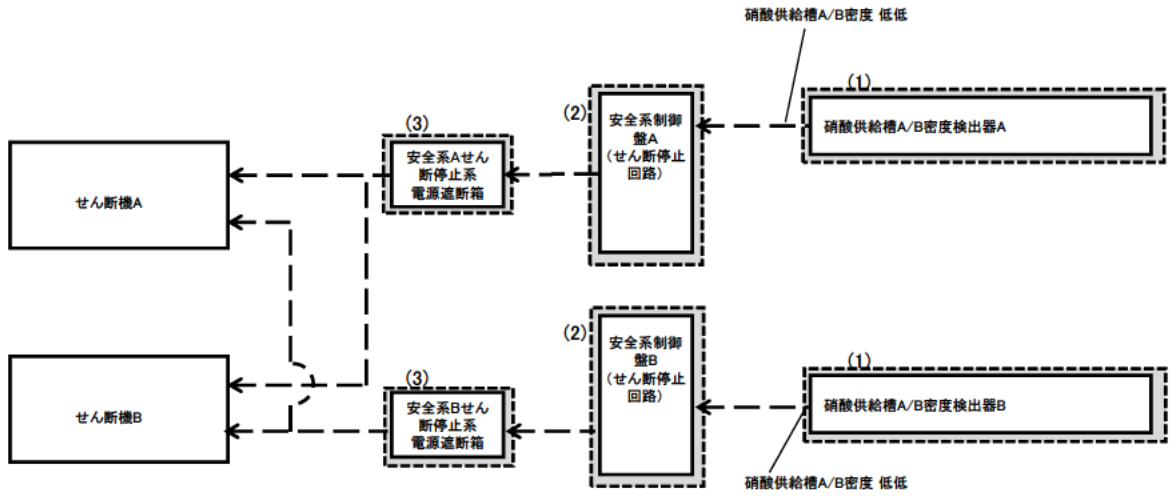 硝酸供給槽A/B密度 低低
(1)
硝酸供給槽A/B密度検出器A
(2)
安全系制御
盤A
(せん断停止
回路)
(3)
安全系Aせん
断停止系
電源遮断箱
せん断機A
(2)
安全系制御
盤B
(せん断停止
回路)
(1)
硝酸供給槽A/B密度検出器B
(3)
安全系Bせん
断停止系
電源遮断箱
せん断機B
硝酸供給槽A/B密度 低低